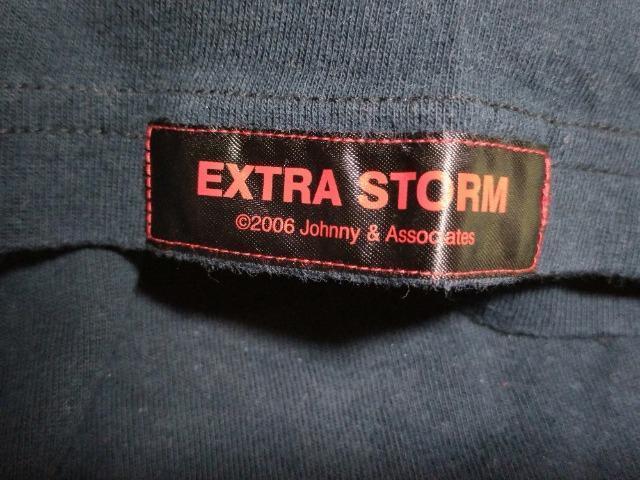 EXTRA STORM
©2006 Johnny & Associates